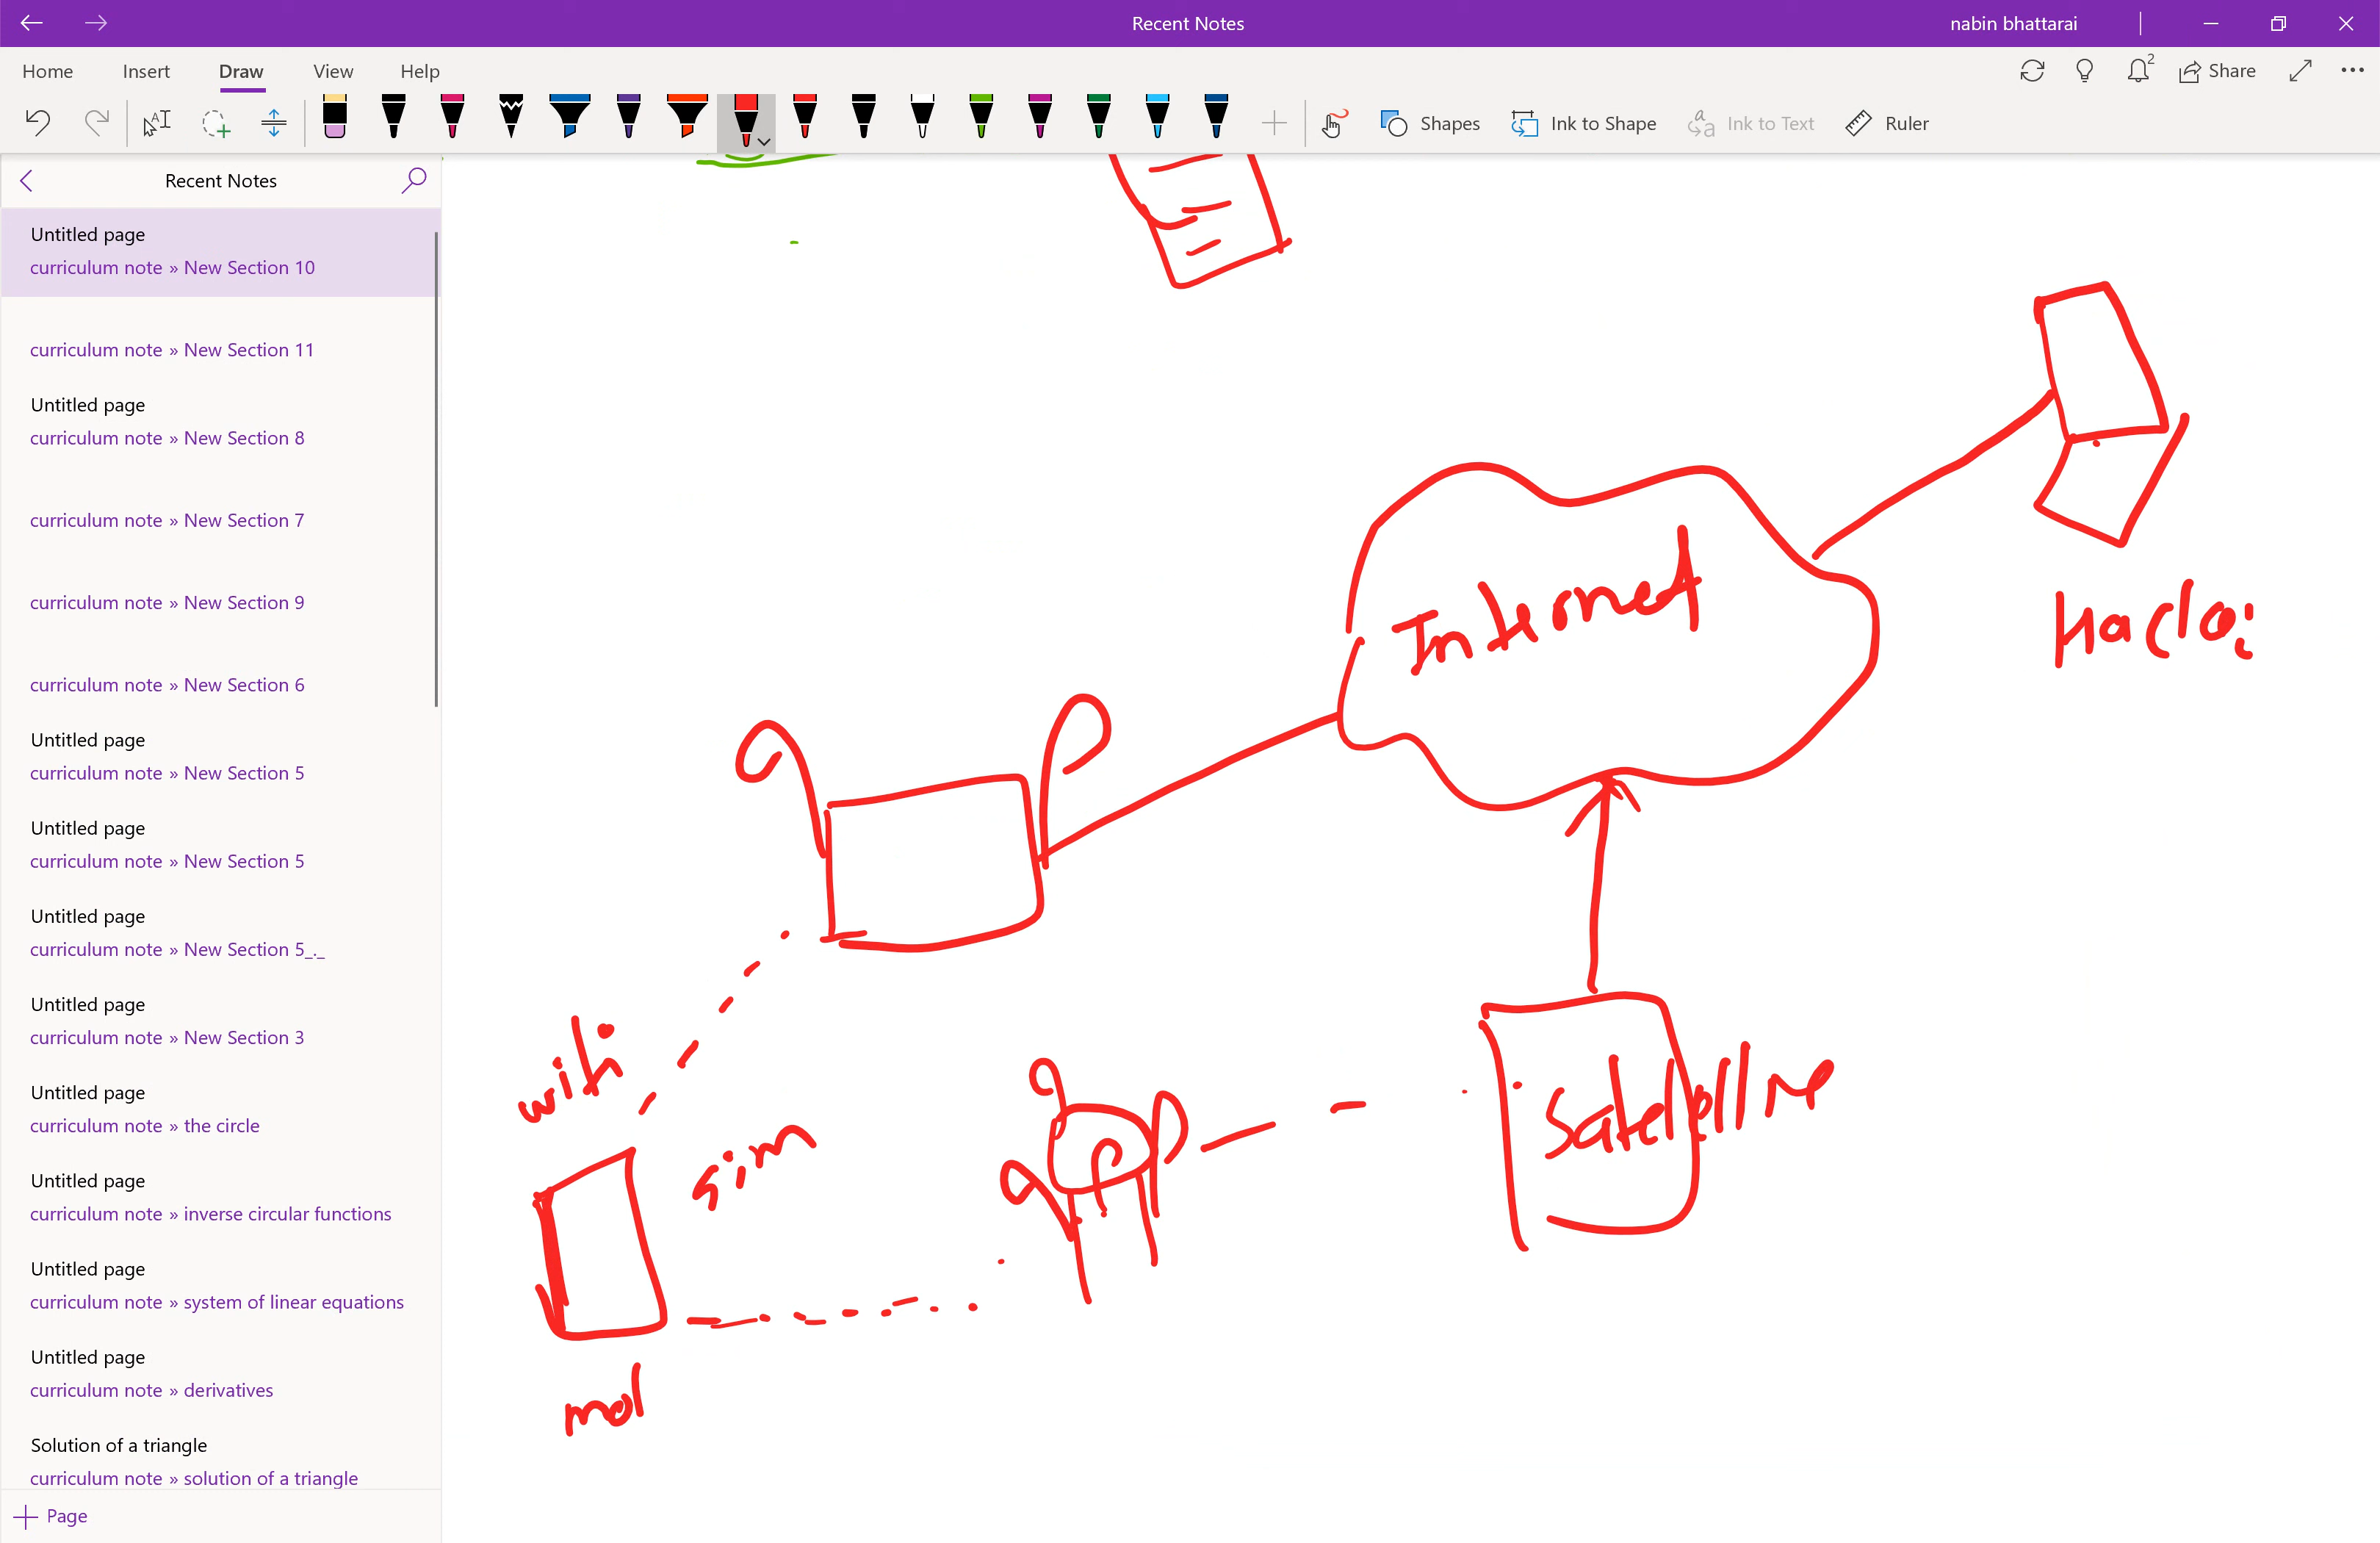 Recent Notes
nabin bhattarai
Home Insert Draw View Help
2 Share
Shapes Ink to Shape Ink to Text Ruler
Recent Notes
Untitled page
curriculum note » New Section 10
curriculum note » New Section 11
Untitled page
curriculum note » New Section 8
curriculum note » New Section 7
curriculum note » New Section 9
curriculum note » New Section 6
Untitled page
curriculum note » New Section 5
Untitled page
curriculum note » New Section 5
Untitled page
curriculum note » New Section 5_._
Untitled page
curriculum note » New Section 3
Untitled page
curriculum note » the circle
Untitled page
curriculum note » inverse circular functions
Untitled page
curriculum note » system of linear equations
Untitled page
curriculum note » derivatives
Solution of a triangle
curriculum note » solution of a triangle
Page
Internet
wifi
sim